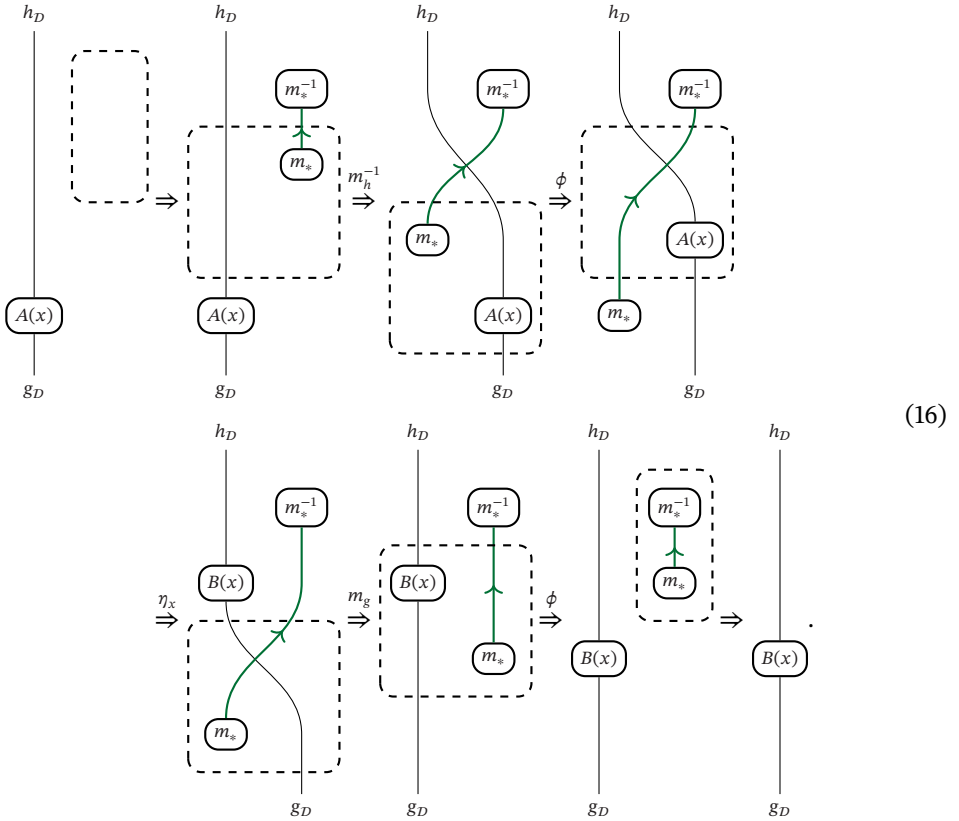 h_D h_D h_D h_D
m_*^{-1} m_*^{-1} m_*^{-1}
m_*
⇒ ⇒ m_h^{-1} ⇒ ϕ
m_* A(x)
A(x) A(x) A(x) m_*
g_D g_D g_D g_D
(16)
h_D h_D h_D h_D
m_*^{-1} m_*^{-1} m_*^{-1}
B(x) B(x) m_*
⇒ η_x ⇒ m_g ⇒ ϕ ⇒ .
m_* B(x) B(x)
m_*
g_D g_D g_D g_D